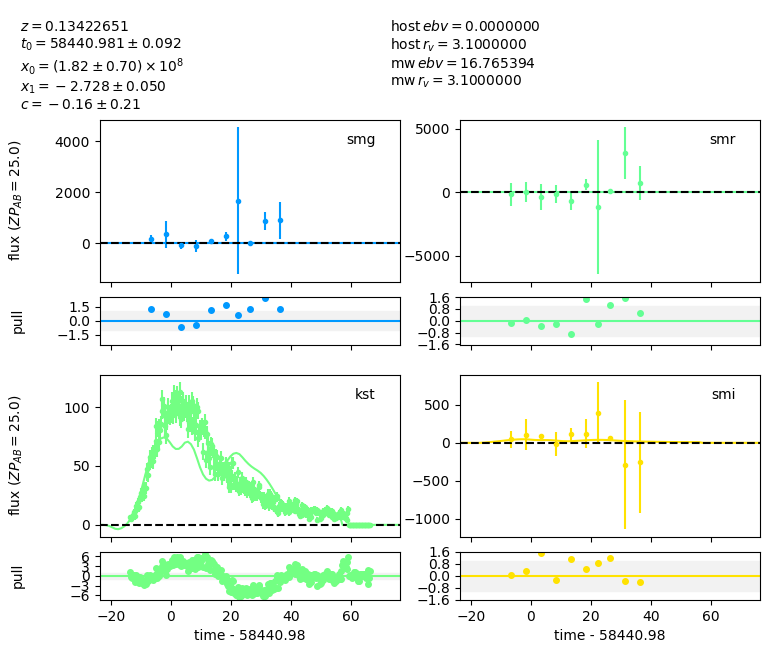 z = 0.13422651
t₀ = 58440.981 ± 0.092
x₀ = (1.82 ± 0.70) × 10⁸
x₁ = −2.728 ± 0.050
c = −0.16 ± 0.21
host ebv = 0.0000000
host r_v = 3.1000000
mw ebv = 16.765394
mw r_v = 3.1000000
flux (ZP_AB = 25.0)
4000
2000
0
smg
5000
0
−5000
smr
pull
1.5
0.0
−1.5
1.6
0.8
0.0
−0.8
−1.6
flux (ZP_AB = 25.0)
100
50
0
kst
500
0
−500
−1000
smi
pull
6
3
0
−3
−6
1.6
0.8
0.0
−0.8
−1.6
−20 0 20 40 60
time - 58440.98
−20 0 20 40 60
time - 58440.98